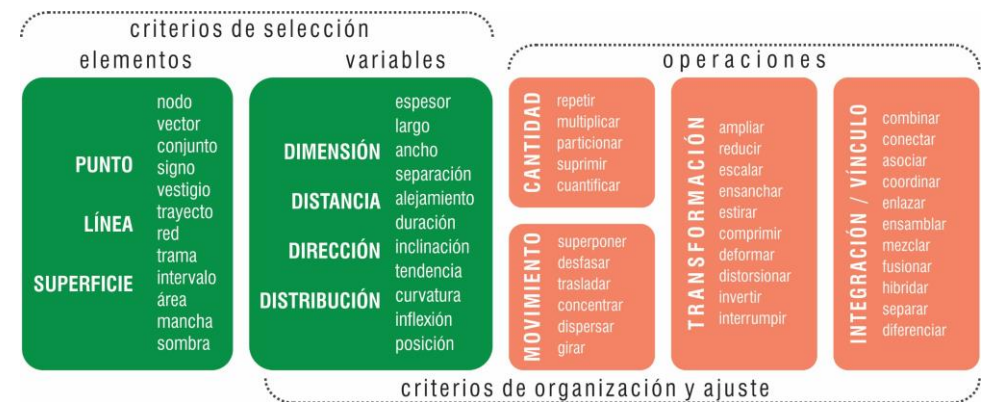 criterios de selección
elementos
variables
operaciones
PUNTO
LÍNEA
SUPERFICIE
nodo
vector
conjunto
signo
vestigio
trayecto
red
trama
intervalo
área
mancha
sombra
DIMENSIÓN
DISTANCIA
DIRECCIÓN
DISTRIBUCIÓN
espesor
largo
ancho
separación
alejamiento
duración
inclinación
tendencia
curvatura
inflexión
posición
CANTIDAD
repetir
multiplicar
particionar
suprimir
cuantificar
MOVIMIENTO
superponer
desfasar
trasladar
concentrar
dispersar
girar
TRANSFORMACIÓN
ampliar
reducir
escalar
ensanchar
estirar
comprimir
deformar
distorsionar
invertir
interrumpir
INTEGRACIÓN / VÍNCULO
combinar
conectar
asociar
coordinar
enlazar
ensamblar
mezclar
fusionar
hibridar
separar
diferenciar
criterios de organización y ajuste